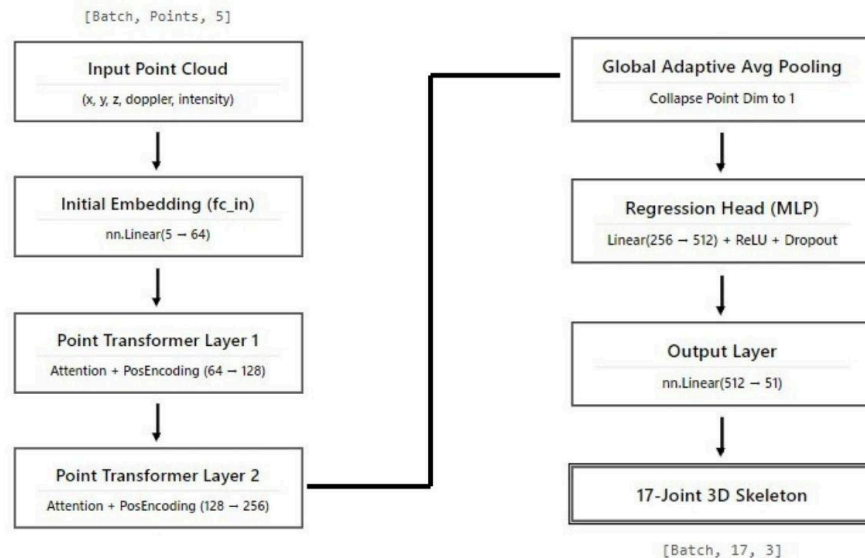 [Batch, Points, 5]
Input Point Cloud
(x, y, z, doppler, intensity)
Initial Embedding (fc_in)
nn.Linear(5 → 64)
Point Transformer Layer 1
Attention + PosEncoding (64 → 128)
Point Transformer Layer 2
Attention + PosEncoding (128 → 256)
Global Adaptive Avg Pooling
Collapse Point Dim to 1
Regression Head (MLP)
Linear(256 → 512) + ReLU + Dropout
Output Layer
nn.Linear(512 → 51)
17-Joint 3D Skeleton
[Batch, 17, 3]